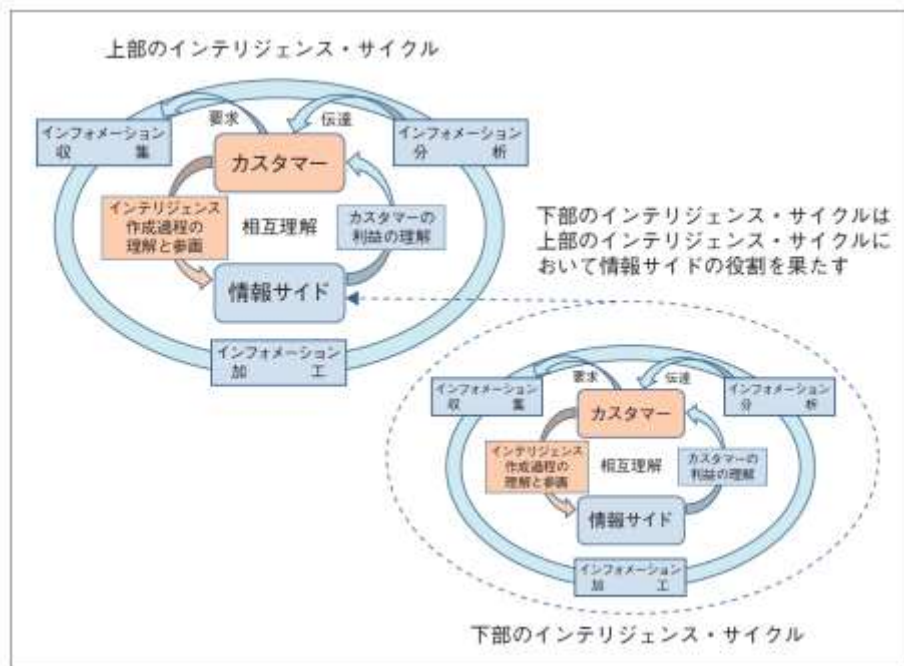 上部のインテリジェンス・サイクル
要求
伝達
インフォメーション
収 集
インフォメーション
分 析
カスタマー
インテリジェンス
作成過程の
理解と参画
相互理解
カスタマーの
利益の理解
情報サイド
インフォメーション
加 工
下部のインテリジェンス・サイクルは
上部のインテリジェンス・サイクルに
おいて情報サイドの役割を果たす
要求
伝達
インフォメーション
収 集
インフォメーション
分 析
カスタマー
インテリジェンス
作成過程の
理解と参画
相互理解
カスタマーの
利益の理解
情報サイド
インフォメーション
加 工
下部のインテリジェンス・サイクル